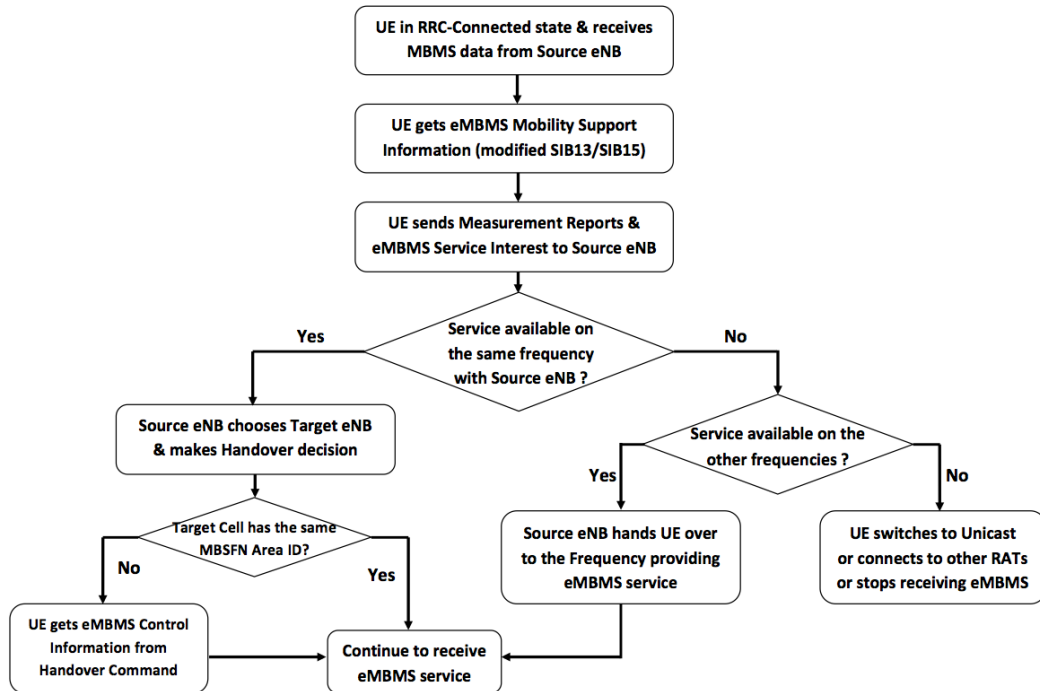 UE in RRC-Connected state & receives
MBMS data from Source eNB
UE gets eMBMS Mobility Support
Information (modified SIB13/SIB15)
UE sends Measurement Reports &
eMBMS Service Interest to Source eNB
Yes
Service available on
the same frequency
with Source eNB ?
No
Source eNB chooses Target eNB
& makes Handover decision
Service available on the
other frequencies ?
Yes
No
Target Cell has the same
MBSFN Area ID?
No
Yes
Source eNB hands UE over
to the Frequency providing
eMBMS service
UE switches to Unicast
or connects to other RATs
or stops receiving eMBMS
UE gets eMBMS Control
Information from
Handover Command
Continue to receive
eMBMS service